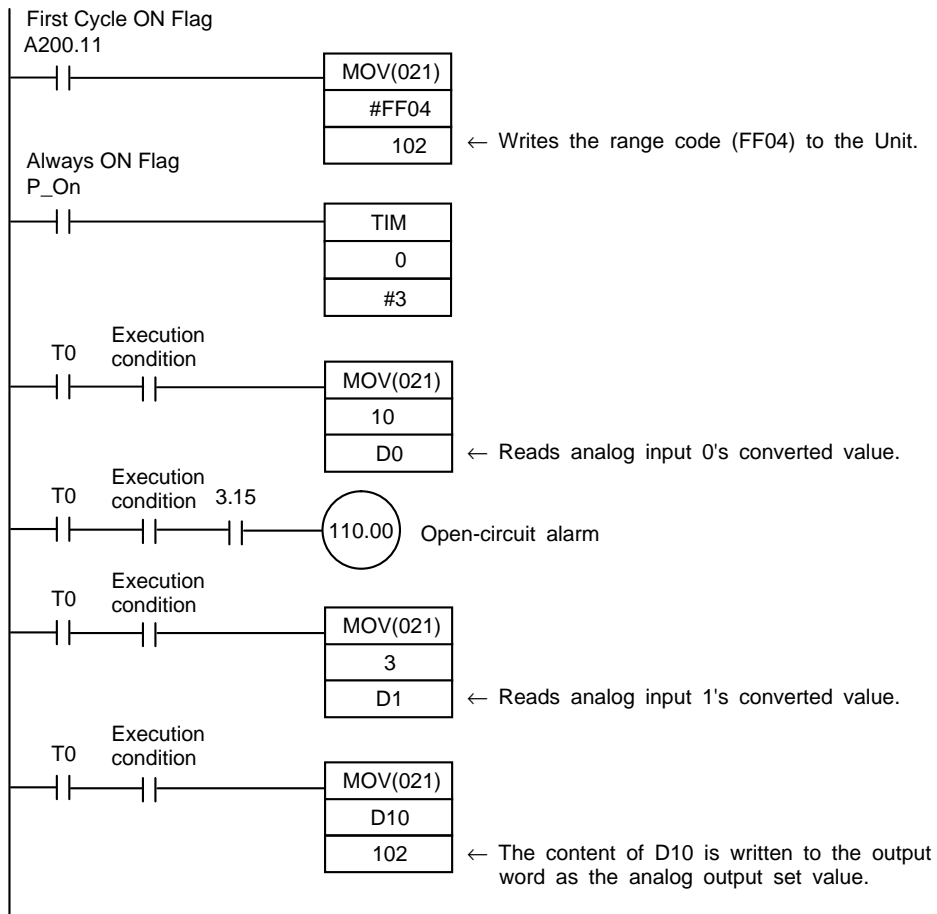 First Cycle ON Flag
A200.11
MOV(021)
#FF04
102 ← Writes the range code (FF04) to the Unit.
Always ON Flag
P_On
TIM
0
#3
T0 Execution condition
MOV(021)
10
D0 ← Reads analog input 0's converted value.
T0 Execution condition 3.15
110.00 Open-circuit alarm
T0 Execution condition
MOV(021)
3
D1 ← Reads analog input 1's converted value.
T0 Execution condition
MOV(021)
D10
102 ← The content of D10 is written to the output
word as the analog output set value.